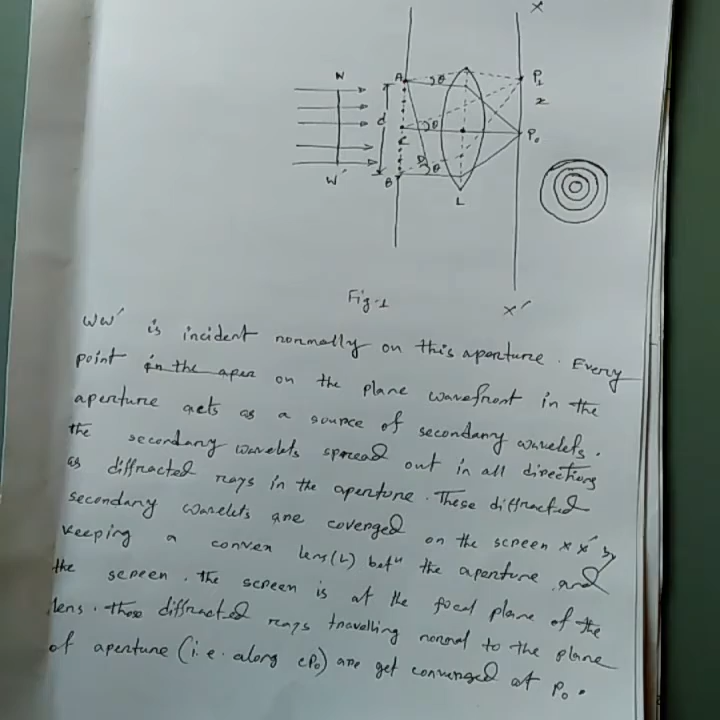 X
W
A
θ
P1
x
d
θ
C
P0
D
θ
W'
B
L
Fig-1
X'
WW' is incident normally on this aperture. Every
point in the aper on the plane wavefront in the
aperture acts as a source of secondary wavelets.
the secondary wavelets spread out in all directions
as diffracted rays in the aperture. These diffracted
secondary wavelets are coverged on the screen XX' by
keeping a convex lens(L) betn the aperture and
the screen. the screen is at the focal plane of the
lens. those diffracted rays travelling normal to the plane
of aperture (i.e. along CP0) are get converged at P0.